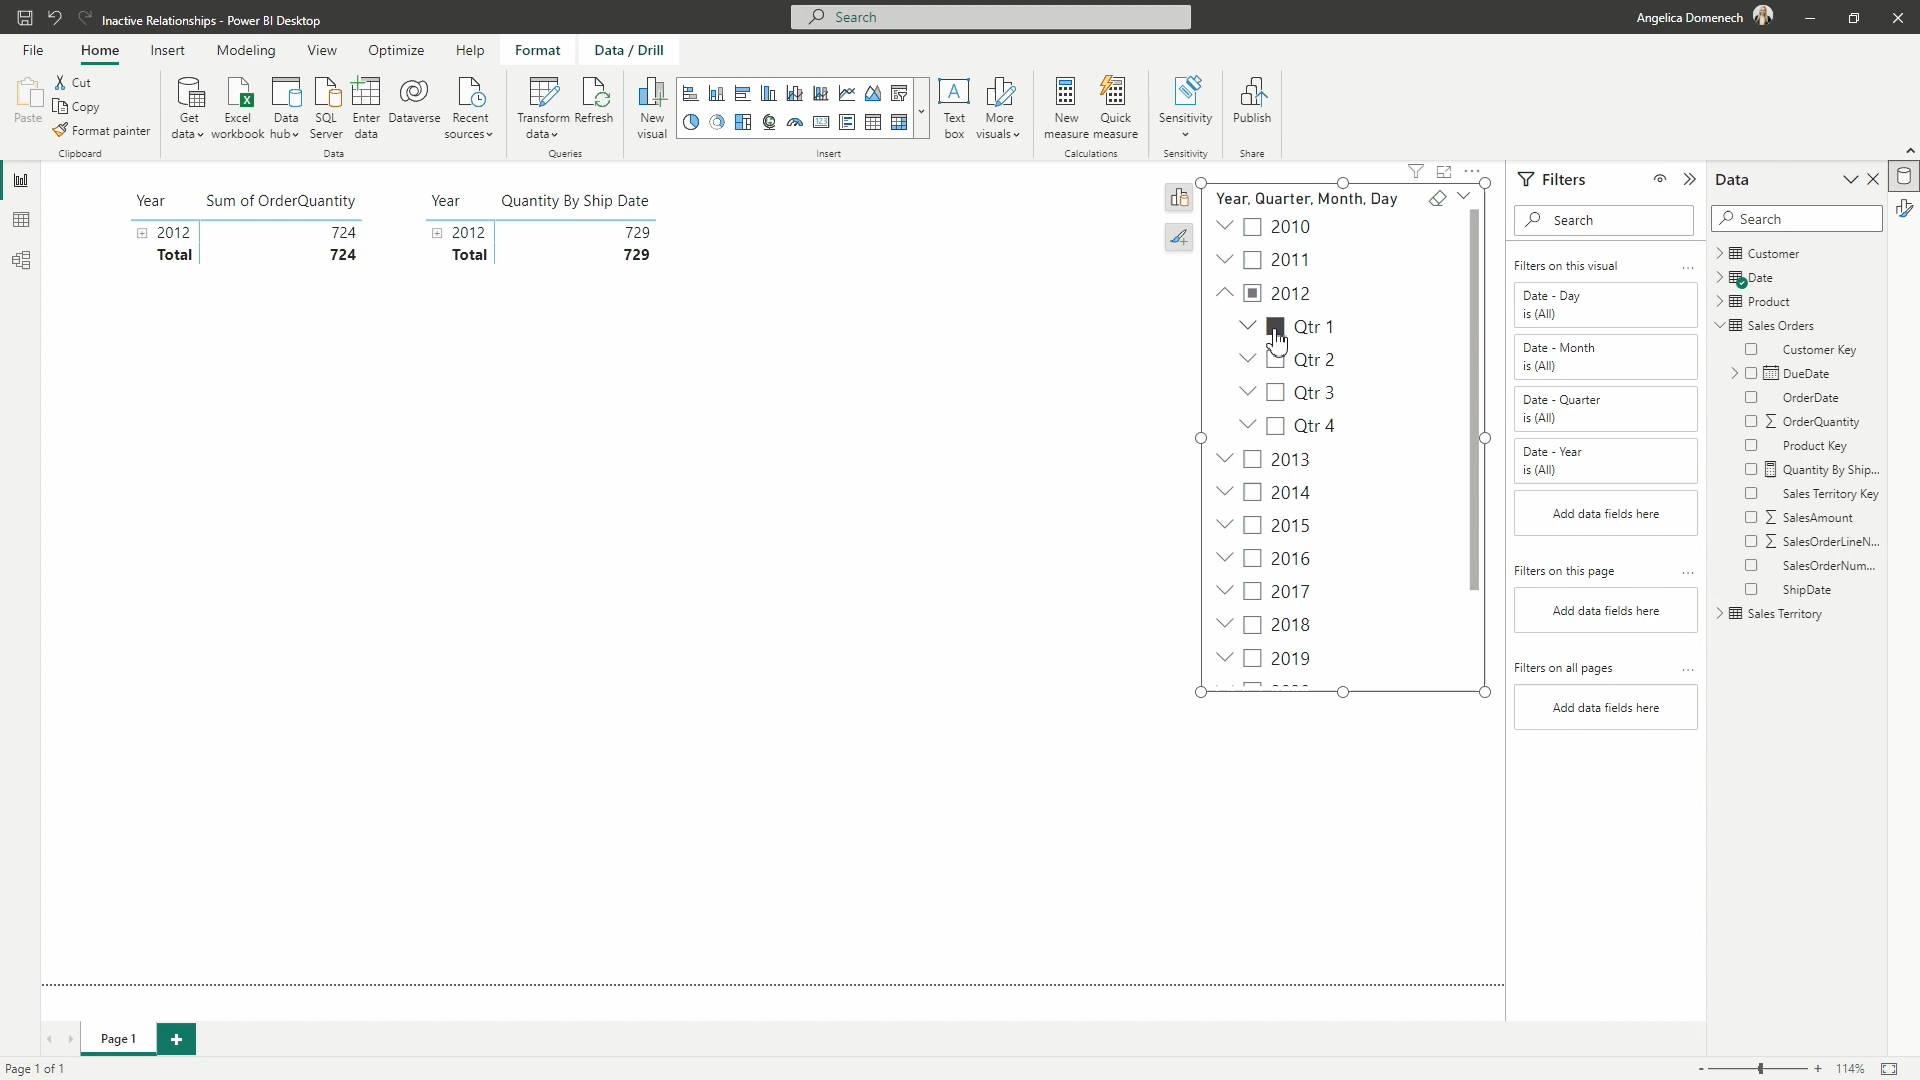 Inactive Relationships - Power BI Desktop
Search
Angelica Domenech
File Home Insert Modeling View Optimize Help Format Data / Drill
Paste
Cut
Copy
Format painter
Clipboard
Get data
Excel workbook
Data hub
SQL Server
Enter data
Dataverse
Recent sources
Data
Transform data
Refresh
Queries
New visual
Text box
More visuals
Insert
New measure
Quick measure
Calculations
Sensitivity
Sensitivity
Publish
Share
Year Sum of OrderQuantity
2012 724
Total 724
Year Quantity By Ship Date
2012 729
Total 729
Year, Quarter, Month, Day
2010
2011
2012
Qtr 1
Qtr 2
Qtr 3
Qtr 4
2013
2014
2015
2016
2017
2018
2019
Filters
Search
Filters on this visual ...
Date - Day
is (All)
Date - Month
is (All)
Date - Quarter
is (All)
Date - Year
is (All)
Add data fields here
Filters on this page ...
Add data fields here
Filters on all pages ...
Add data fields here
Data
Search
Customer
Date
Product
Sales Orders
Customer Key
DueDate
OrderDate
OrderQuantity
Product Key
Quantity By Ship...
Sales Territory Key
SalesAmount
SalesOrderLineN...
SalesOrderNum...
ShipDate
Sales Territory
Page 1
Page 1 of 1
- + 114%